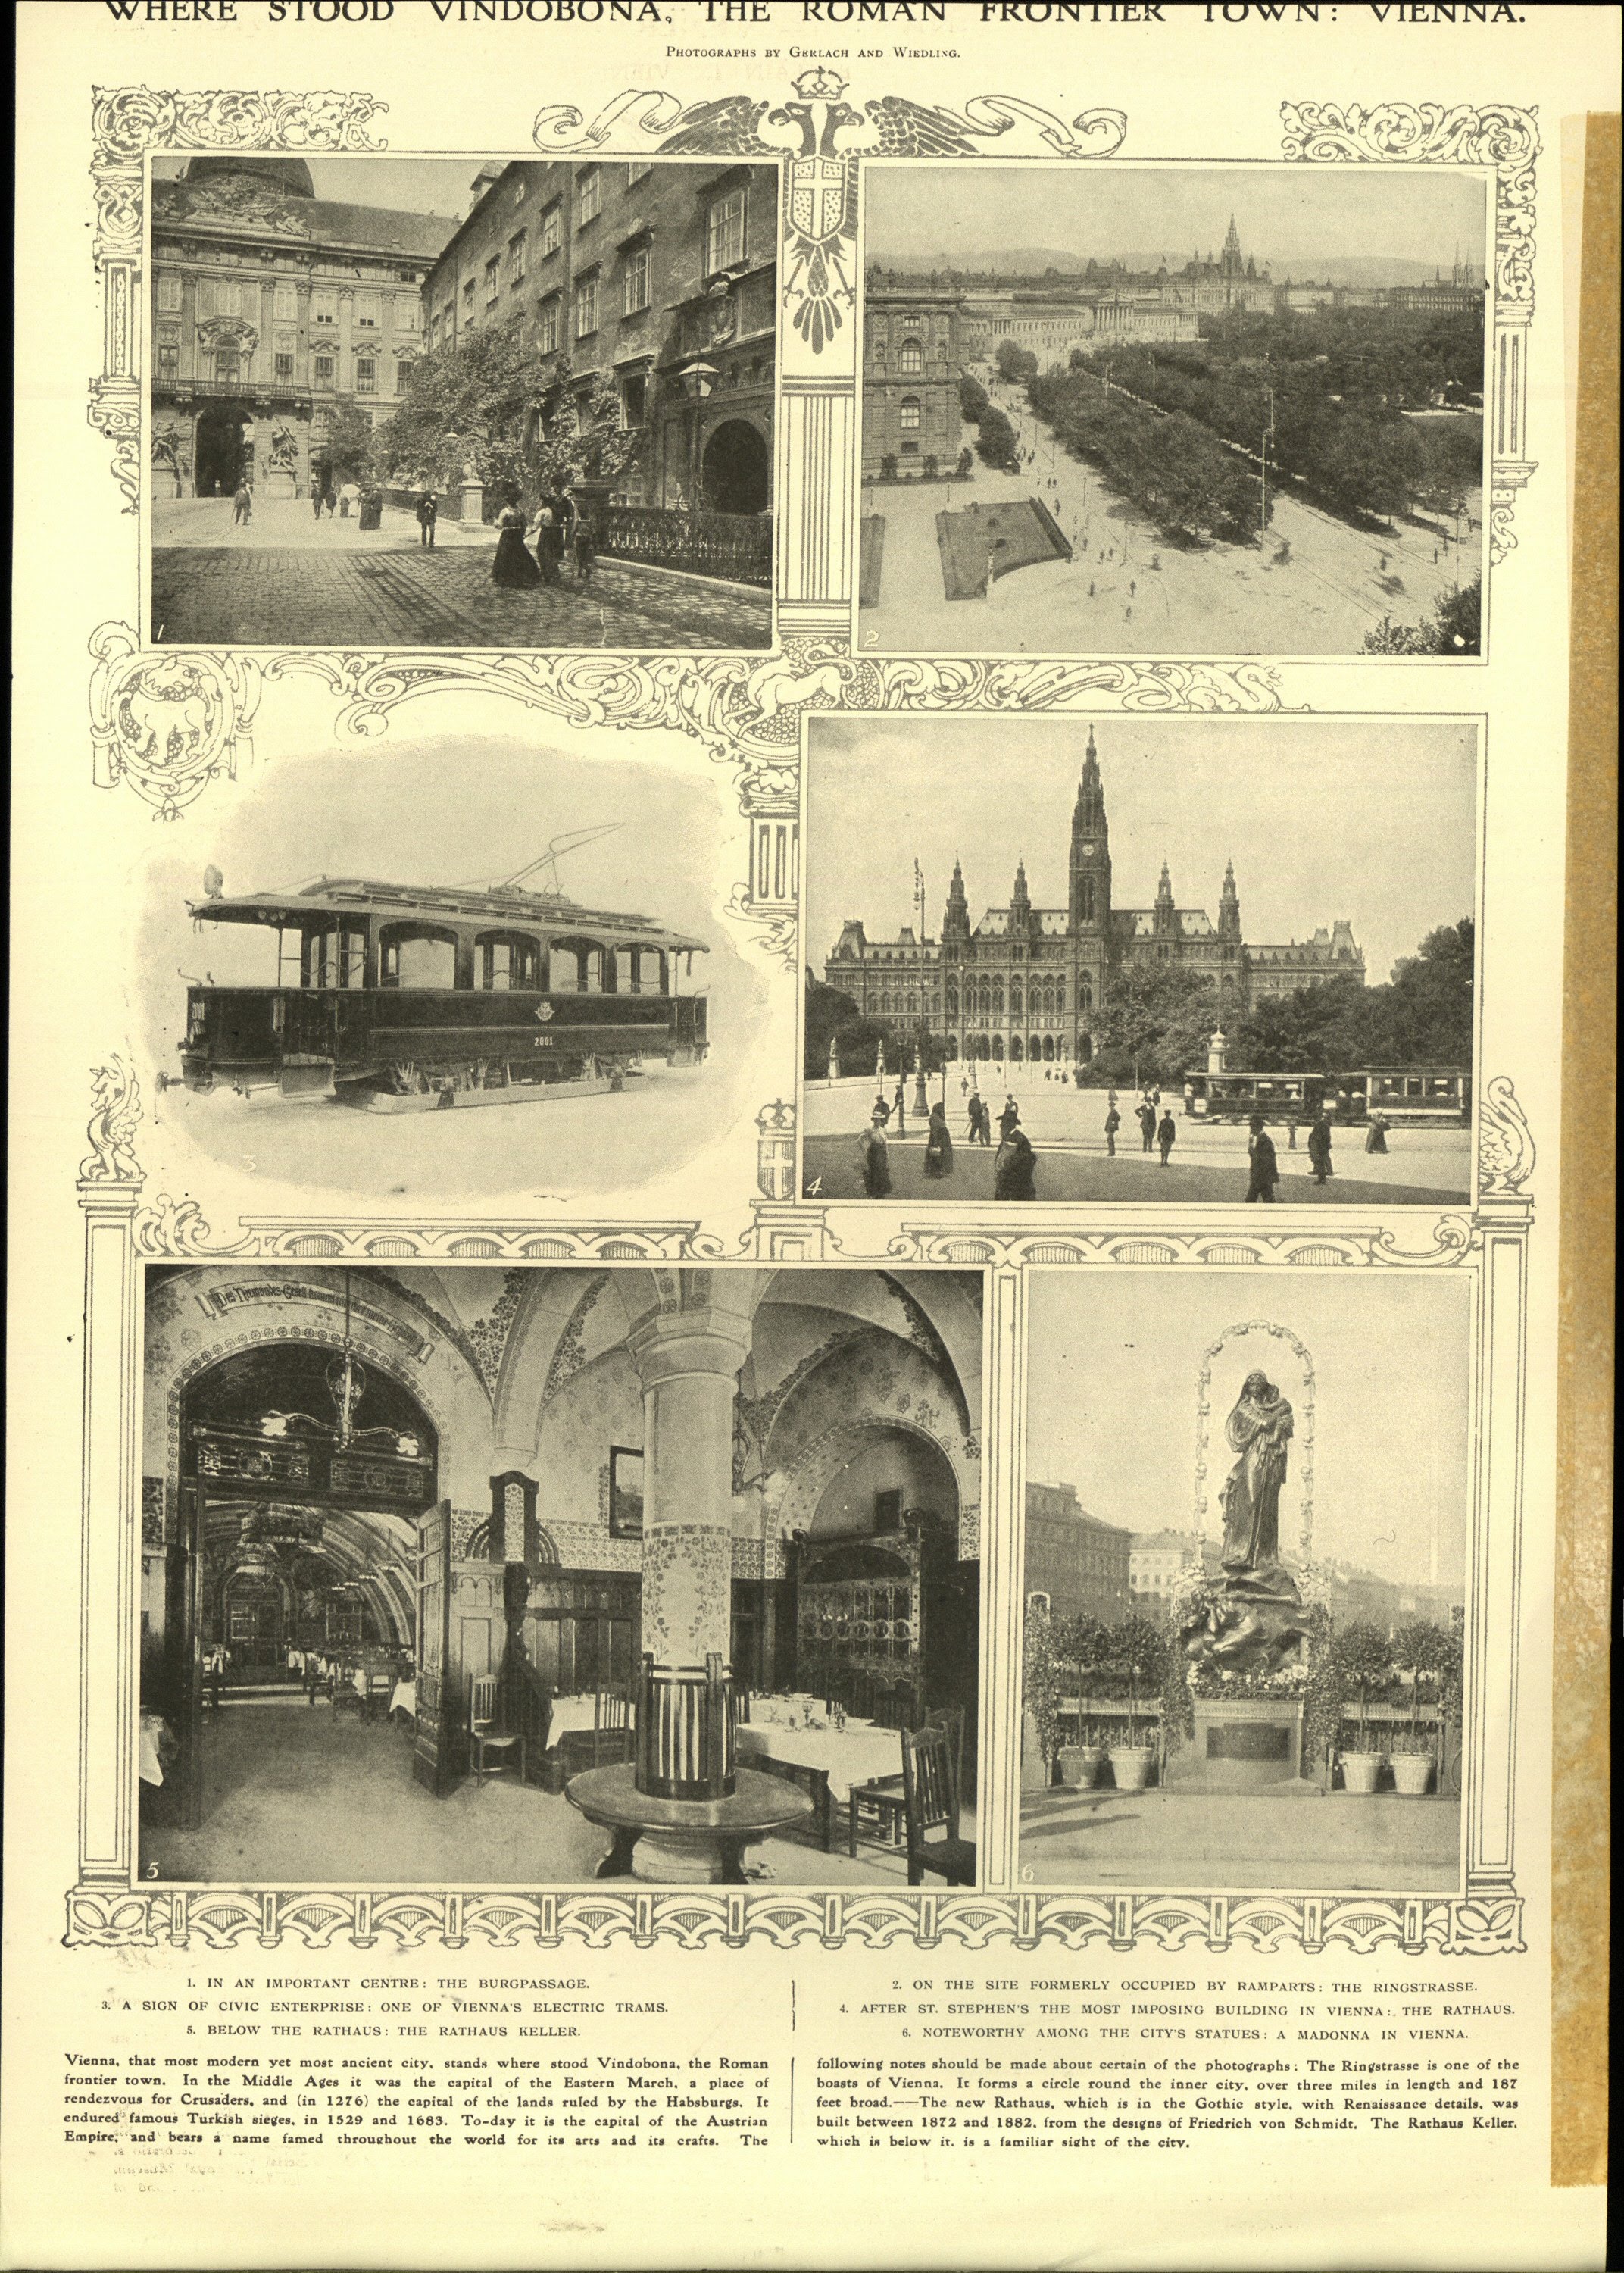 WHERE STOOD VINDOBONA, THE ROMAN FRONTIER TOWN: VIENNA.
PHOTOGRAPHS BY GERLACH AND WIEDLING.
1
2
2001
3
4
5
6
1. IN AN IMPORTANT CENTRE: THE BURGPASSAGE.
3. A SIGN OF CIVIC ENTERPRISE: ONE OF VIENNA'S ELECTRIC TRAMS.
5. BELOW THE RATHAUS: THE RATHAUS KELLER.
2. ON THE SITE FORMERLY OCCUPIED BY RAMPARTS: THE RINGSTRASSE.
4. AFTER ST. STEPHEN'S THE MOST IMPOSING BUILDING IN VIENNA: THE RATHAUS.
6. NOTEWORTHY AMONG THE CITY'S STATUES: A MADONNA IN VIENNA.
Vienna, that most modern yet most ancient city, stands where stood Vindobona, the Roman
frontier town. In the Middle Ages it was the capital of the Eastern March, a place of
rendezvous for Crusaders, and (in 1276) the capital of the lands ruled by the Habsburgs. It
endured famous Turkish sieges, in 1529 and 1683. To-day it is the capital of the Austrian
Empire, and bears a name famed throughout the world for its arts and its crafts. The
following notes should be made about certain of the photographs: The Ringstrasse is one of the
boasts of Vienna. It forms a circle round the inner city, over three miles in length and 187
feet broad.——The new Rathaus, which is in the Gothic style, with Renaissance details, was
built between 1872 and 1882, from the designs of Friedrich von Schmidt. The Rathaus Keller,
which is below it, is a familiar sight of the city.